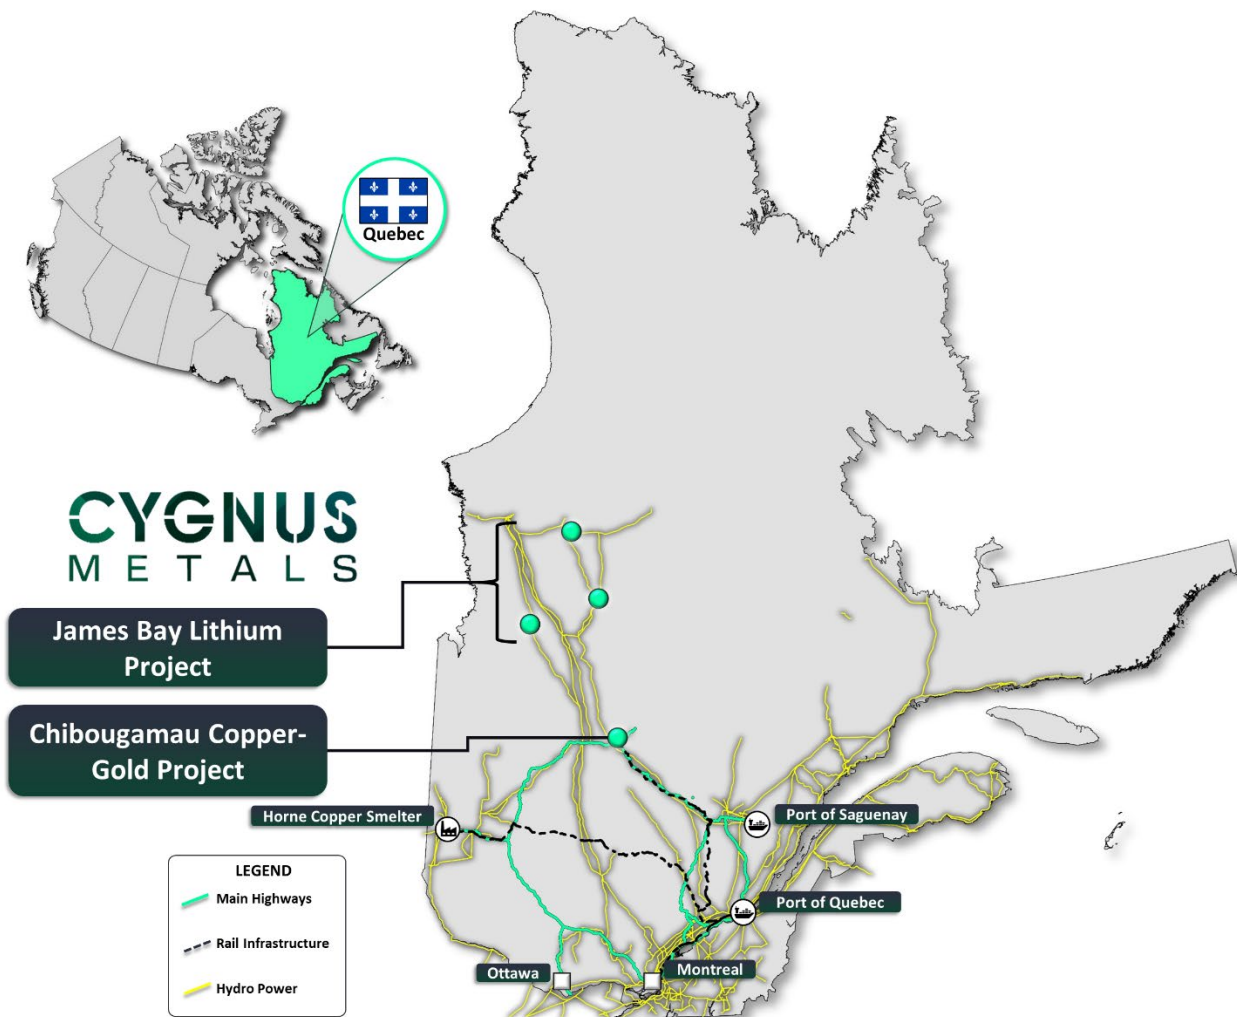 Quebec
CYGNUS
METALS
James Bay Lithium
Project
Chibougamau Copper-
Gold Project
Horne Copper Smelter
Port of Saguenay
Port of Quebec
Ottawa
Montreal
LEGEND
Main Highways
Rail Infrastructure
Hydro Power